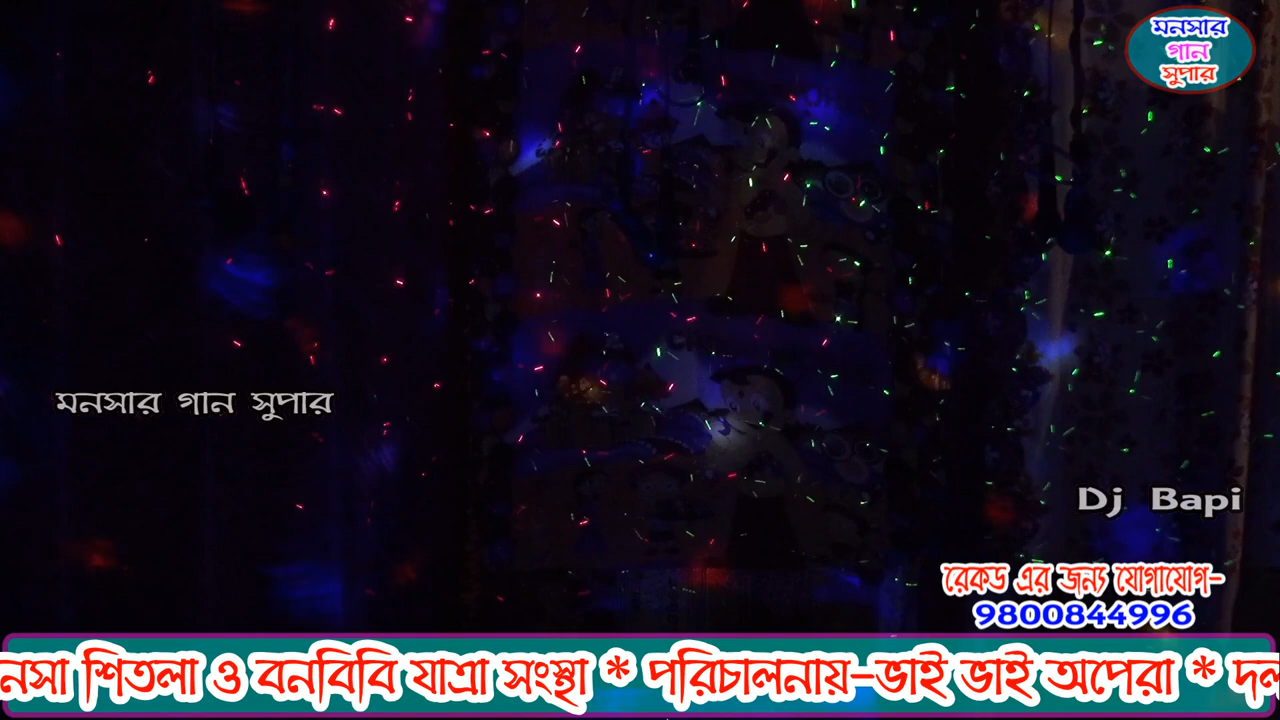 মনসার
গান
সুপার
মনসার গান সুপার
Dj Bapi
রেকড এর জন্য যোগাযোগ-
9800844996
নসা শিতলা ও বনবিবি যাত্রা সংস্থা * পরিচালনায়-ভাই ভাই অপেরা * দল